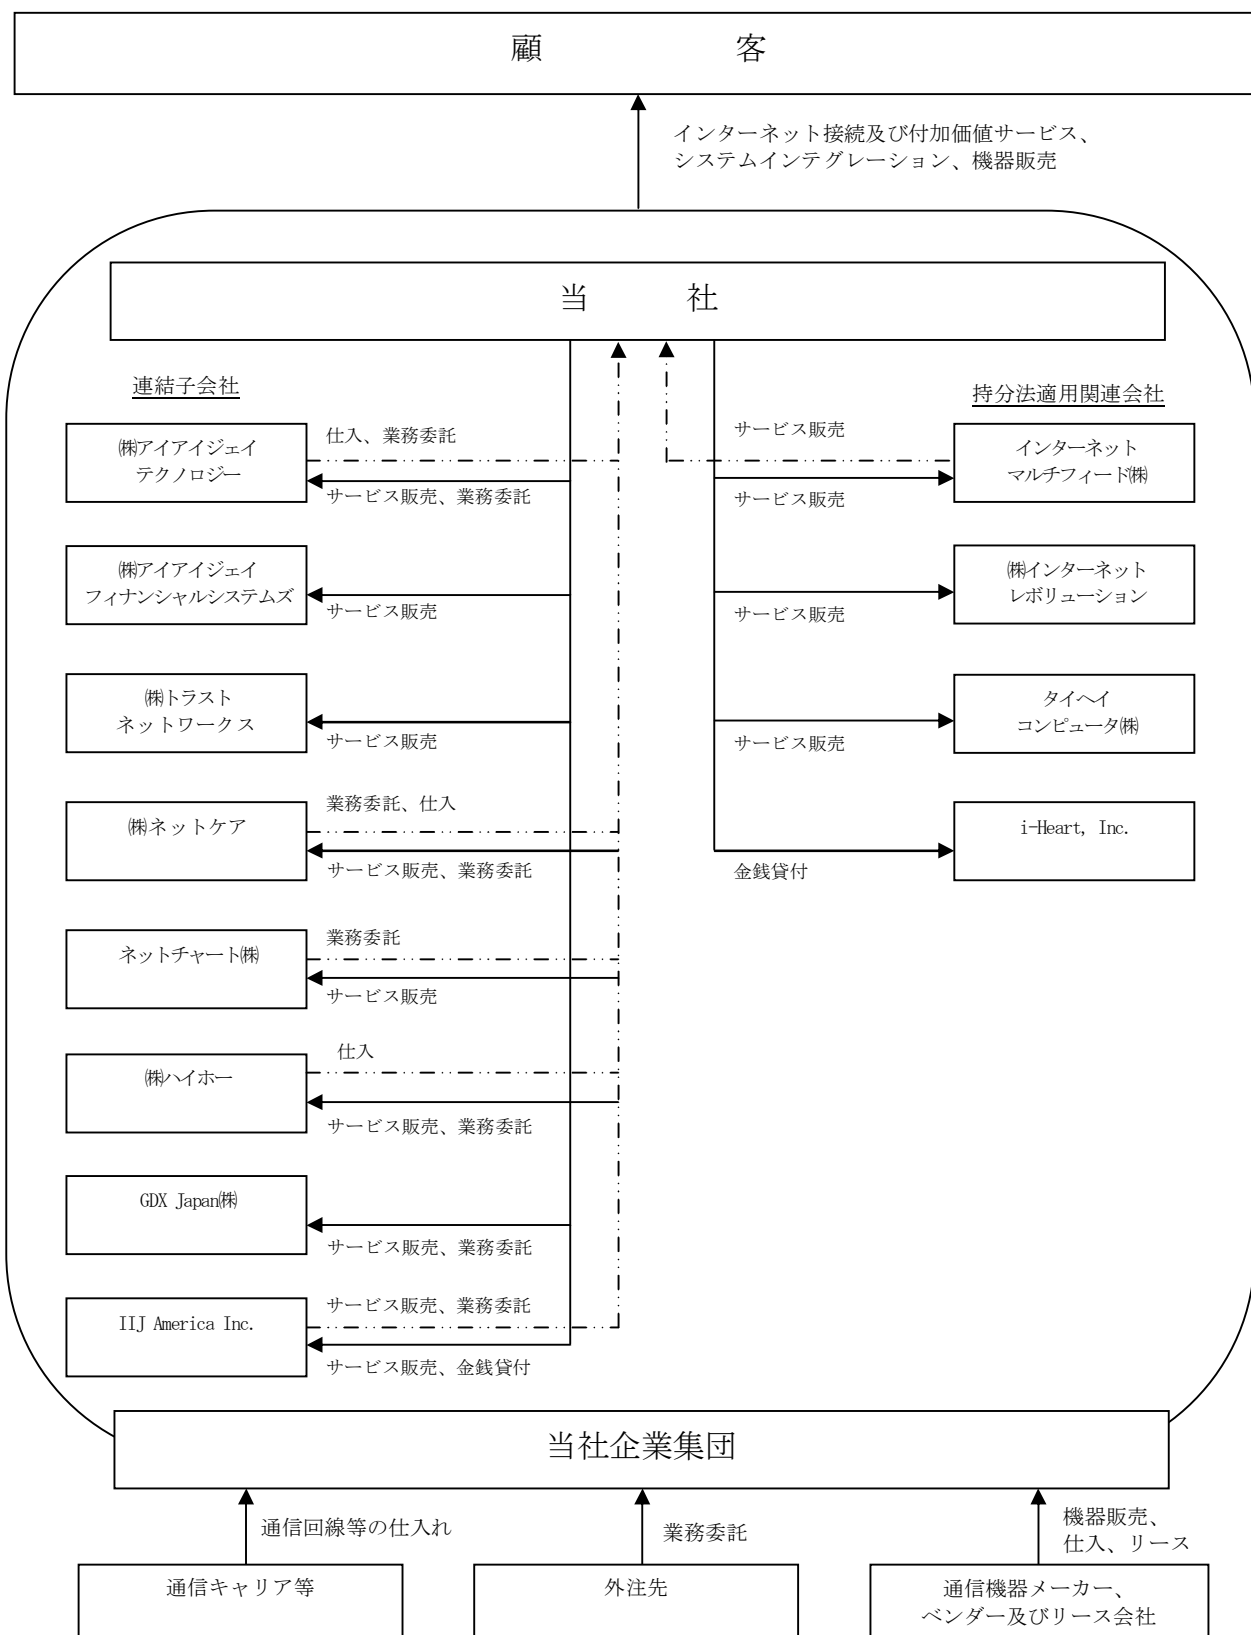 顧　　　客
インターネット接続及び付加価値サービス、
システムインテグレーション、機器販売
当　　社
連結子会社
持分法適用関連会社
㈱アイアイジェイ
テクノロジー
仕入、業務委託
サービス販売、業務委託
サービス販売
サービス販売
インターネット
マルチフィード㈱
㈱アイアイジェイ
フィナンシャルシステムズ
サービス販売
サービス販売
㈱インターネット
レボリューション
㈱トラスト
ネットワークス
サービス販売
サービス販売
タイヘイ
コンピュータ㈱
㈱ネットケア
業務委託、仕入
サービス販売、業務委託
金銭貸付
i-Heart, Inc.
ネットチャート㈱
業務委託
サービス販売
㈱ハイホー
仕入
サービス販売、業務委託
GDX Japan㈱
サービス販売、業務委託
IIJ America Inc.
サービス販売、業務委託
サービス販売、金銭貸付
当社企業集団
通信回線等の仕入れ
業務委託
機器販売、
仕入、リース
通信キャリア等
外注先
通信機器メーカー、
ベンダー及びリース会社